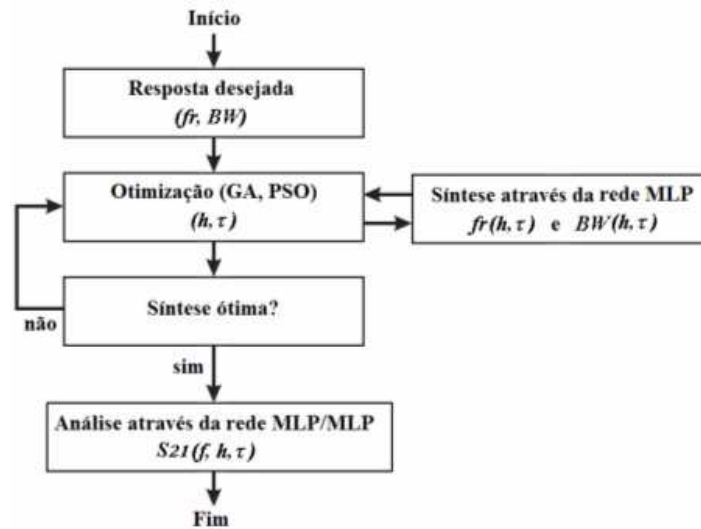 Início
Resposta desejada
(fr, BW)
Otimização (GA, PSO)
(h, τ)
Síntese através da rede MLP
fr(h, τ) e BW(h, τ)
Síntese ótima?
não
sim
Análise através da rede MLP/MLP
S21(f, h, τ)
Fim